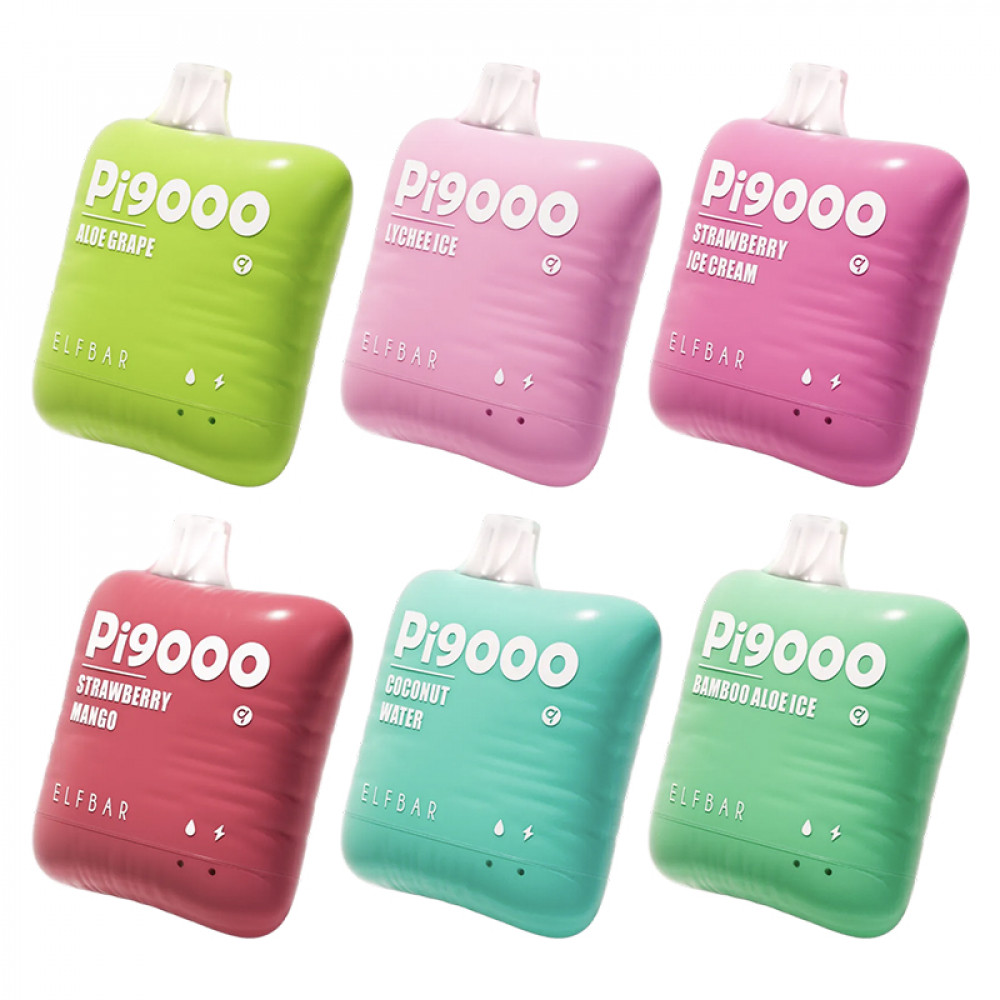 Pi9000
ALOE GRAPE
ELFBAR
Pi9000
LYCHEE ICE
ELFBAR
Pi9000
STRAWBERRY
ICE CREAM
ELFBAR
Pi9000
STRAWBERRY
MANGO
ELFBAR
Pi9000
COCONUT
WATER
ELFBAR
Pi9000
BAMBOO ALOE ICE
ELFBAR